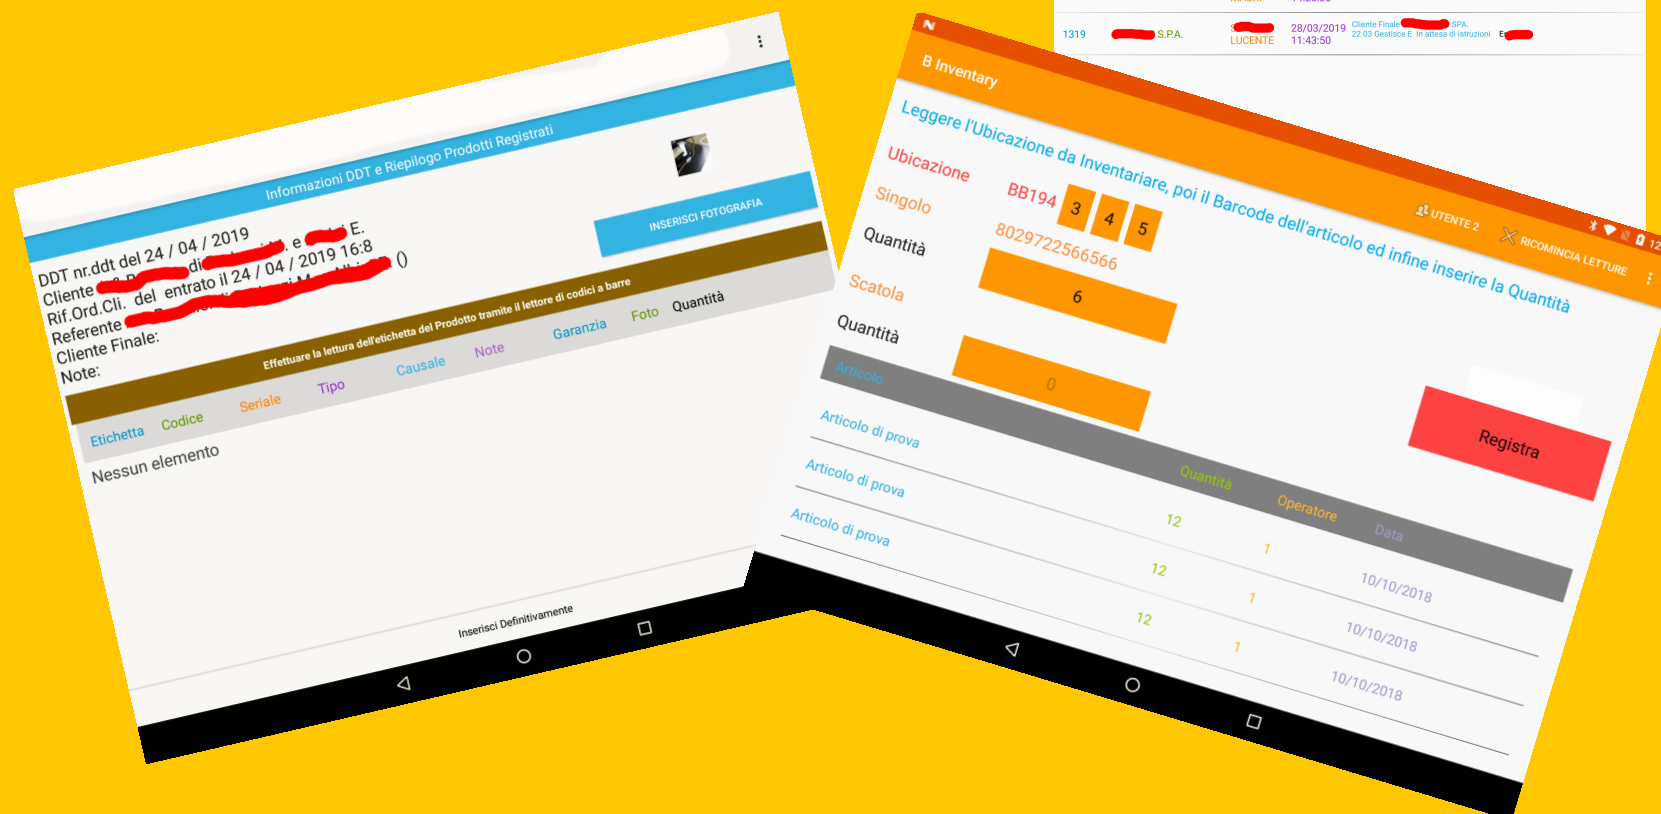 Informazioni DDT e Riepilogo Prodotti Registrati
DDT nr.ddt del 24 / 04 / 2019
Cliente di . e E.
Rif.Ord.Cli. del entrato il 24 / 04 / 2019 16:8
Referente ()
Cliente Finale:
Note:
INSERISCI FOTOGRAFIA
Effettuare la lettura dell'etichetta del Prodotto tramite il lettore di codici a barre
Etichetta Codice Seriale Tipo Causale Note Garanzia Foto Quantità
Nessun elemento
Inserisci Definitivamente
1319 S.P.A. LUCENTE 28/03/2019 11:43:50
Cliente Finale SPA.
22.03 Gestisce E. In attesa di istruzioni
12
B Inventary
UTENTE 2 RICOMINCIA LETTURE
Leggere l'Ubicazione da Inventariare, poi il Barcode dell'articolo ed infine inserire la Quantità
Ubicazione BB194 3 4 5
Singolo 8029722566566
Quantità 6
Scatola
Quantità 0
Registra
Articolo Quantità Operatore Data
Articolo di prova 12 1 10/10/2018
Articolo di prova 12 1 10/10/2018
Articolo di prova 12 1 10/10/2018